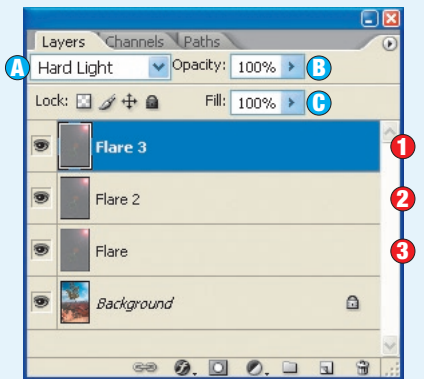 Layers Channels Paths
A Hard Light Opacity: 100% B
Lock: Fill: 100% C
Flare 3 1
Flare 2 2
Flare 3
Background